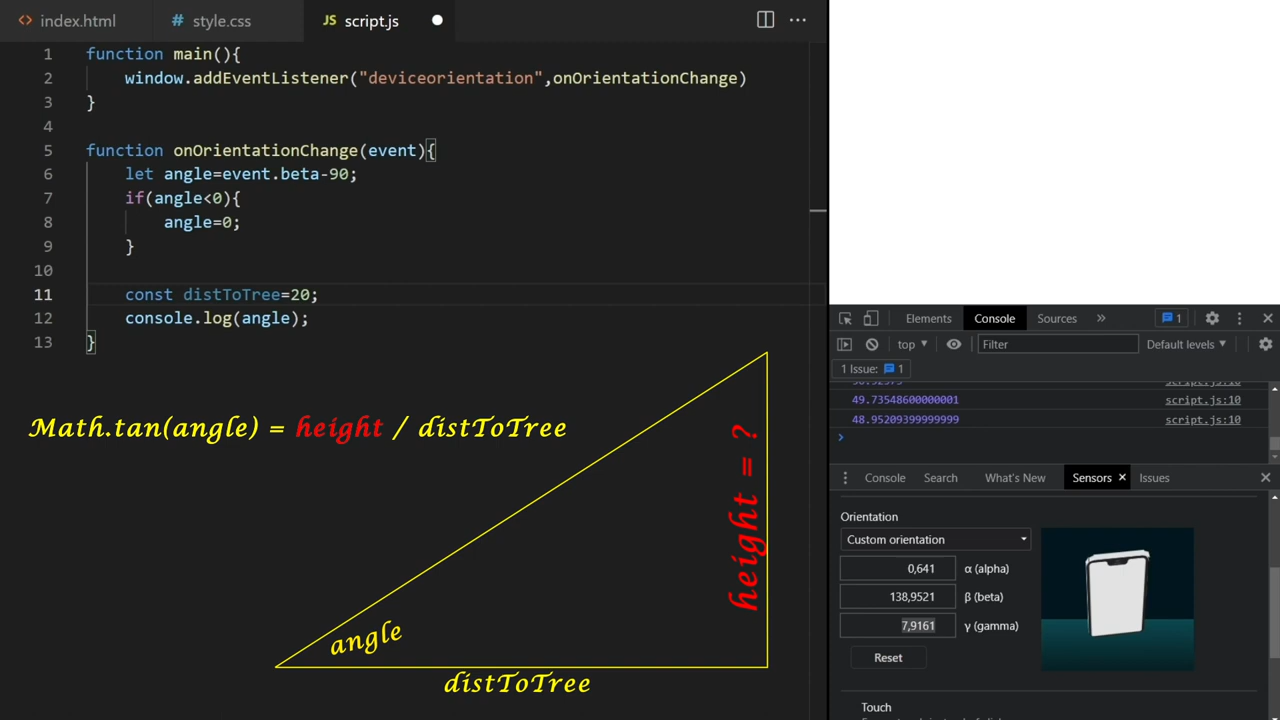 index.html
style.css
JS script.js
1 function main(){
2 window.addEventListener("deviceorientation",onOrientationChange)
3 }
4
5 function onOrientationChange(event){
6 let angle=event.beta-90;
7 if(angle<0){
8 angle=0;
9 }
10
11 const distToTree=20;
12 console.log(angle);
13 }
Math.tan(angle) = height / distToTree
height = ?
angle
distToTree
Elements Console Sources 1
top Filter Default levels
1 Issue: 1
script.js:10
49.73548600000001 script.js:10
48.95209399999999 script.js:10
Console Search What's New Sensors Issues
Orientation
Custom orientation
0,641 α (alpha)
138,9521 β (beta)
7,9161 γ (gamma)
Reset
Touch